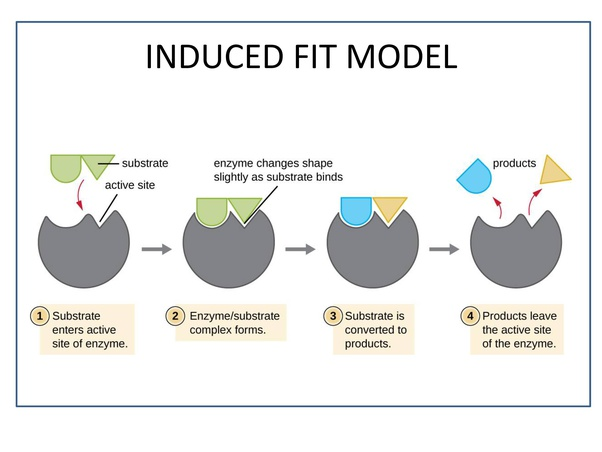 INDUCED FIT MODEL
substrate
active site
enzyme changes shape
slightly as substrate binds
products
1 Substrate
enters active
site of enzyme.
2 Enzyme/substrate
complex forms.
3 Substrate is
converted to
products.
4 Products leave
the active site
of the enzyme.